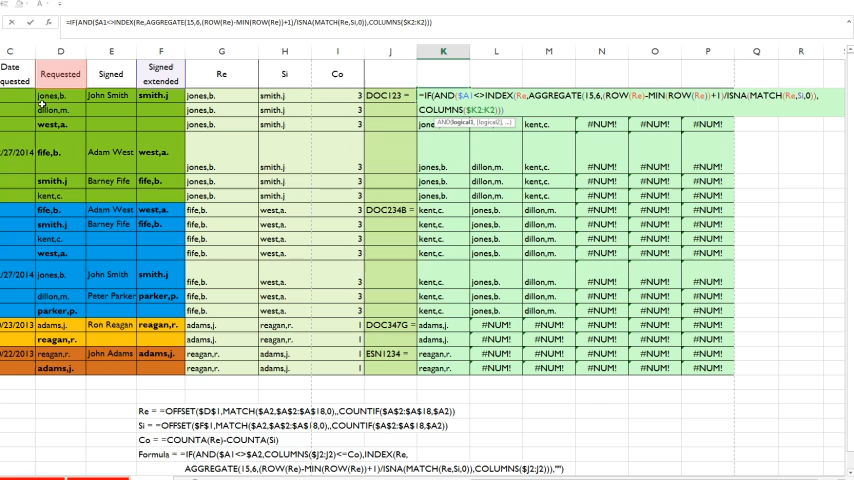 =IF(AND($A1<>INDEX(Re,AGGREGATE(15,6,(ROW(Re)-MIN(ROW(Re))+1)/ISNA(MATCH(Re,Si,0)),COLUMNS($K2:K2)))
C D E F G H I J K L M N O P Q R
Date quested Requested Signed Signed extended Re Si Co
jones,b. John Smith smith.j jones,b. smith.j 3 DOC123 = =IF(AND($A1<>INDEX(Re,AGGREGATE(15,6,(ROW(Re)-MIN(ROW(Re))+1)/ISNA(MATCH(Re,Si,0)),
dillon,m. jones,b. smith.j 3 COLUMNS($K2:K2)))
west,a. jones,b. smith.j 3 kent,c. #NUM! #NUM! #NUM!
AND(logical1, [logical2], ...)
/27/2014 fife,b. Adam West west,a. jones,b. smith.j 3 jones,b. dillon,m. kent,c. #NUM! #NUM! #NUM!
smith.j Barney Fife fife,b. jones,b. smith.j 3 jones,b. dillon,m. kent,c. #NUM! #NUM! #NUM!
kent,c. jones,b. smith.j 3 jones,b. dillon,m. kent,c. #NUM! #NUM! #NUM!
fife,b. Adam West west,a. fife,b. west,a. 3 DOC234B = kent,c. jones,b. dillon,m. #NUM! #NUM! #NUM!
smith.j Barney Fife fife,b. fife,b. west,a. 3 kent,c. jones,b. dillon,m. #NUM! #NUM! #NUM!
kent,c. fife,b. west,a. 3 kent,c. jones,b. dillon,m. #NUM! #NUM! #NUM!
west,a. fife,b. west,a. 3 kent,c. jones,b. dillon,m. #NUM! #NUM! #NUM!
/27/2014 jones,b. John Smith smith.j fife,b. west,a. 3 kent,c. jones,b. dillon,m. #NUM! #NUM! #NUM!
dillon,m. Peter Parker parker,p. fife,b. west,a. 3 kent,c. jones,b. dillon,m. #NUM! #NUM! #NUM!
parker,p. fife,b. west,a. 3 kent,c. jones,b. dillon,m. #NUM! #NUM! #NUM!
/23/2013 adams,j. Ron Reagan reagan,r. adams,j. reagan,r. 1 DOC347G = adams,j. #NUM! #NUM! #NUM! #NUM! #NUM!
reagan,r. adams,j. reagan,r. 1 adams,j. #NUM! #NUM! #NUM! #NUM! #NUM!
/22/2013 reagan,r. John Adams adams,j. reagan,r. adams,j. 1 ESN1234 = reagan,r. #NUM! #NUM! #NUM! #NUM! #NUM!
adams,j. reagan,r. adams,j. 1 reagan,r. #NUM! #NUM! #NUM! #NUM! #NUM!
Re = =OFFSET($D$1,MATCH($A2,$A$2:$A$18,0),,COUNTIF($A$2:$A$18,$A2))
Si = =OFFSET($F$1,MATCH($A2,$A$2:$A$18,0),,COUNTIF($A$2:$A$18,$A2))
Co = =COUNTA(Re)-COUNTA(Si)
Formula = =IF(AND($A1<>$A2,COLUMNS($J2:J2)<=Co),INDEX(Re,
AGGREGATE(15,6,(ROW(Re)-MIN(ROW(Re))+1)/ISNA(MATCH(Re,Si,0)),COLUMNS($J2:J2))),"")